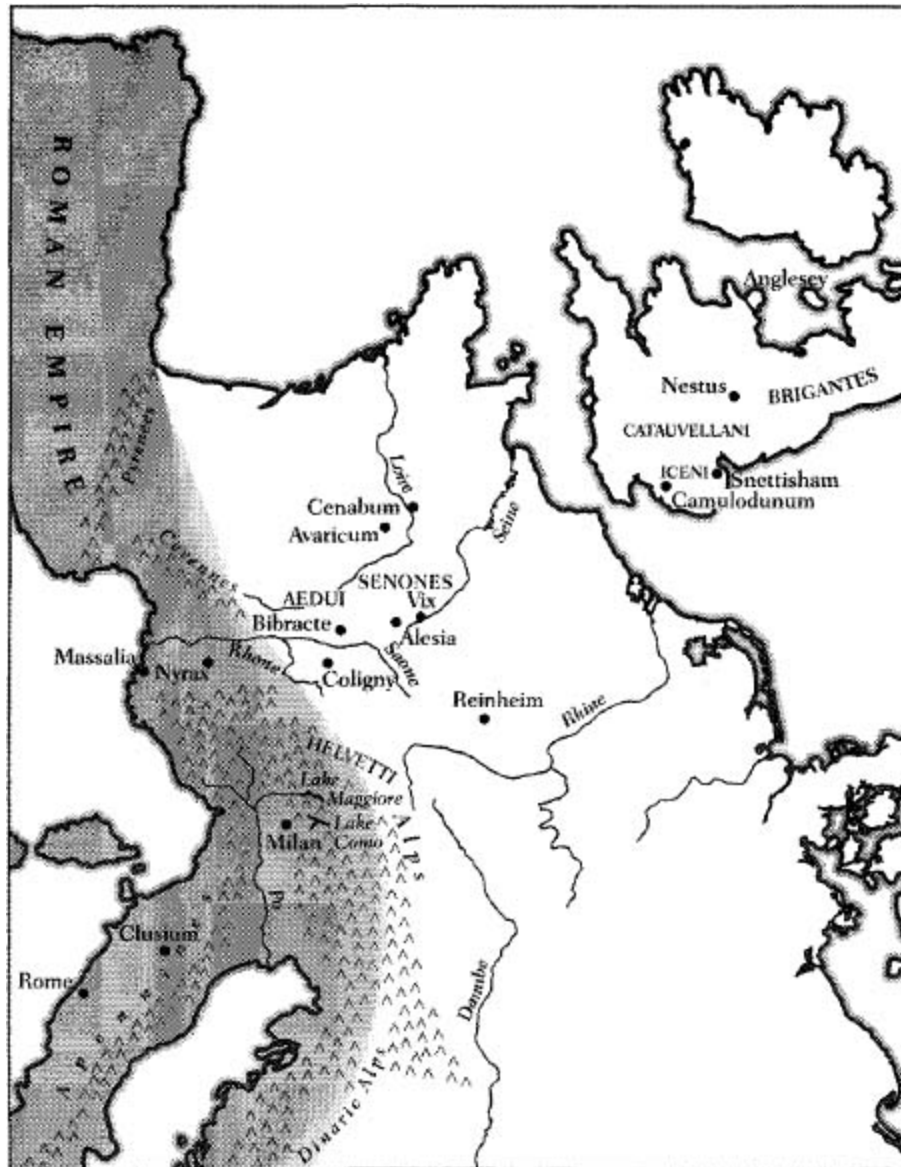 ROMAN EMPIRE
Anglesey
Nestus
BRIGANTES
CATAUVELLANI
ICENI
Snettisham
Camulodunum
Pyrenees
Loire
Cenabum
Avaricum
Seine
Cevennes
SENONES
AEDUI
Vix
Bibracte
Alesia
Saone
Massalia
Nyrax
Rhone
Coligny
Reinheim
Rhine
HELVETTI
Lake
Maggiore
Lake
Como
Milan
Alps
Po
Clusium
Rome
Apennines
Danube
Dinaric Alps